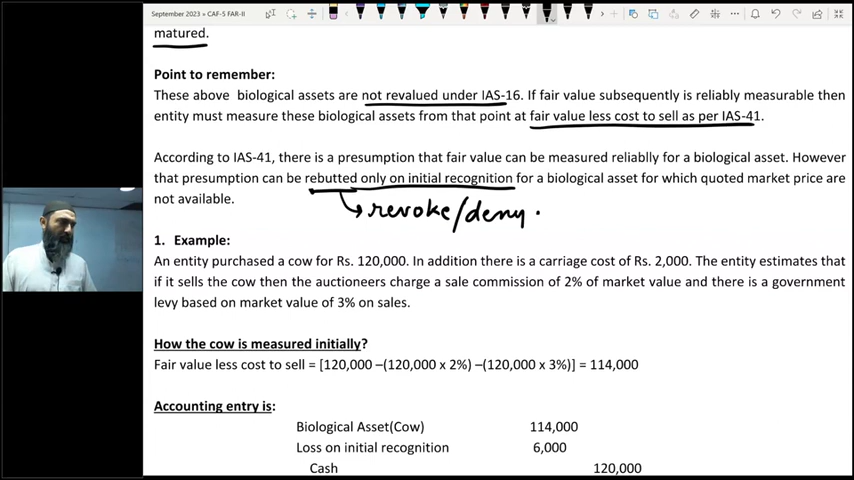 September 2023 » CAF-5 FAR-II
matured.
Point to remember:
These above biological assets are not revalued under IAS-16. If fair value subsequently is reliably measurable then
entity must measure these biological assets from that point at fair value less cost to sell as per IAS-41.
According to IAS-41, there is a presumption that fair value can be measured reliablly for a biological asset. However
that presumption can be rebutted only on initial recognition for a biological asset for which quoted market price are
not available.
revoke/deny.
1. Example:
An entity purchased a cow for Rs. 120,000. In addition there is a carriage cost of Rs. 2,000. The entity estimates that
if it sells the cow then the auctioneers charge a sale commission of 2% of market value and there is a government
levy based on market value of 3% on sales.
How the cow is measured initially?
Fair value less cost to sell = [120,000 –(120,000 x 2%) –(120,000 x 3%)] = 114,000
Accounting entry is:
Biological Asset(Cow) 114,000
Loss on initial recognition 6,000
Cash 120,000